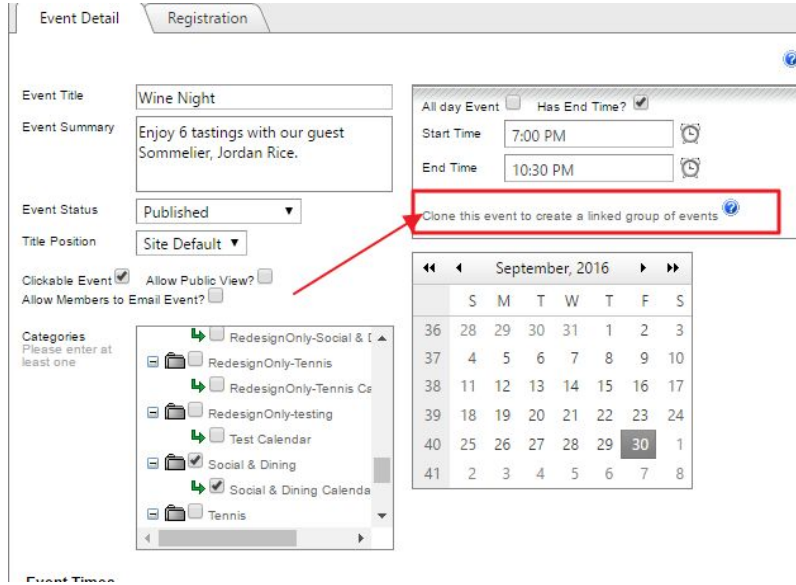 Event Detail
Registration
Event Title
Wine Night
Event Summary
Enjoy 6 tastings with our guest
Sommelier, Jordan Rice.
Event Status
Published
Title Position
Site Default
Clickable Event Allow Public View?
Allow Members to Email Event?
Categories
Please enter at
least one
RedesignOnly-Social & D
RedesignOnly-Tennis
RedesignOnly-Tennis Ca
RedesignOnly-testing
Test Calendar
Social & Dining
Social & Dining Calenda
Tennis
All day Event Has End Time?
Start Time 7:00 PM
End Time 10:30 PM
Clone this event to create a linked group of events ?
September, 2016
S M T W T F S
36 28 29 30 31 1 2 3
37 4 5 6 7 8 9 10
38 11 12 13 14 15 16 17
39 18 19 20 21 22 23 24
40 25 26 27 28 29 30 1
41 2 3 4 5 6 7 8
Event Times